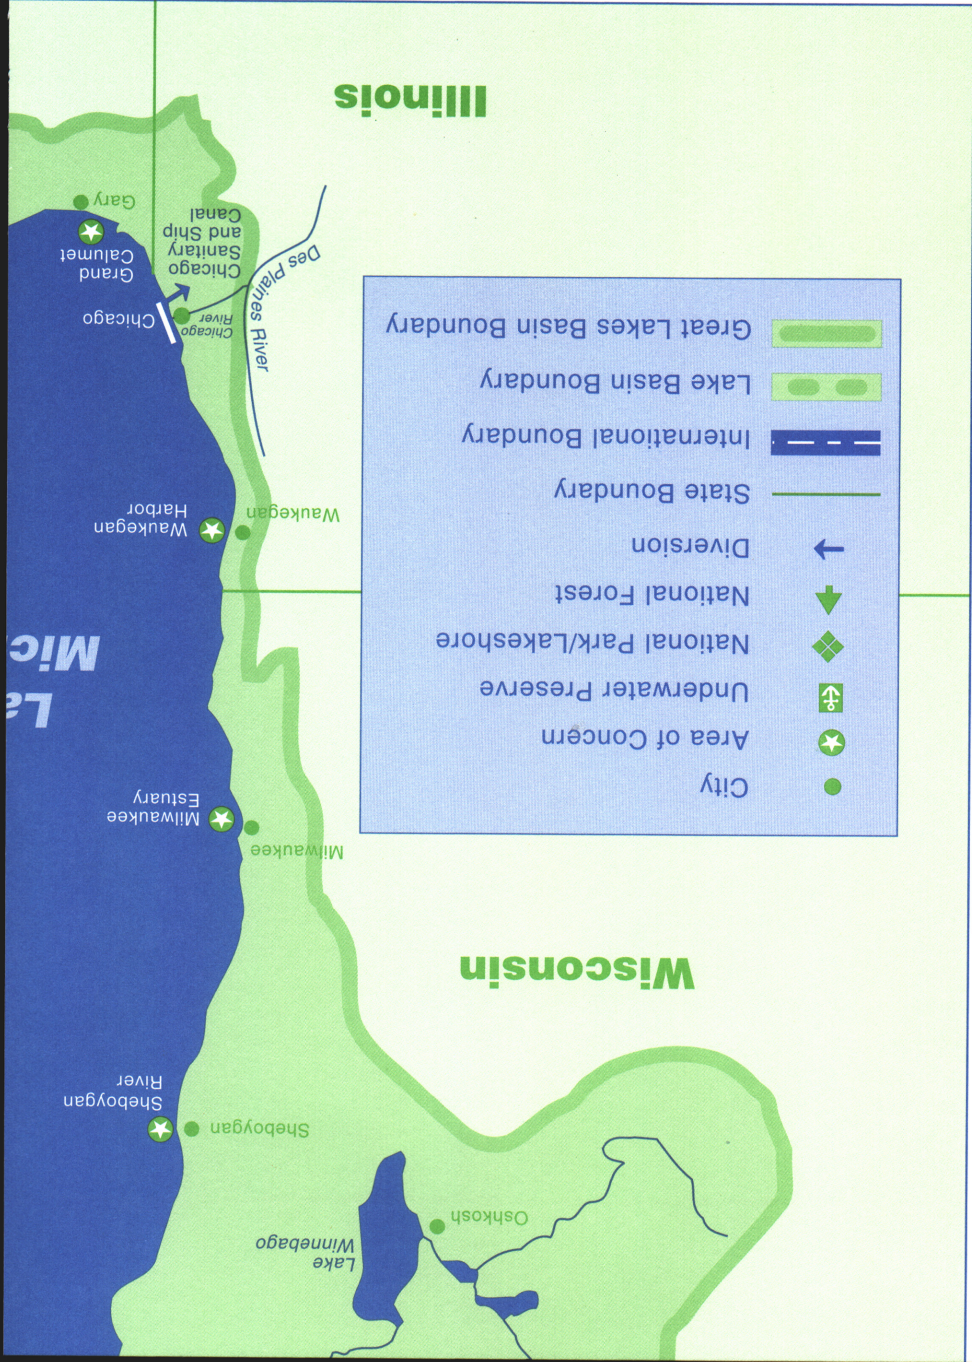 Lake
Winnebago
Oshkosh
Sheboygan
Sheboygan
River
Wisconsin
Milwaukee
Milwaukee
Estuary
City
Area of Concern
Underwater Preserve
National Park/Lakeshore
National Forest
Diversion
State Boundary
International Boundary
Lake Basin Boundary
Great Lakes Basin Boundary
La
Mic
Waukegan
Waukegan
Harbor
Des Plaines River
Chicago
River
Chicago
Chicago
Sanitary
and Ship
Canal
Grand
Calumet
Gary
Illinois